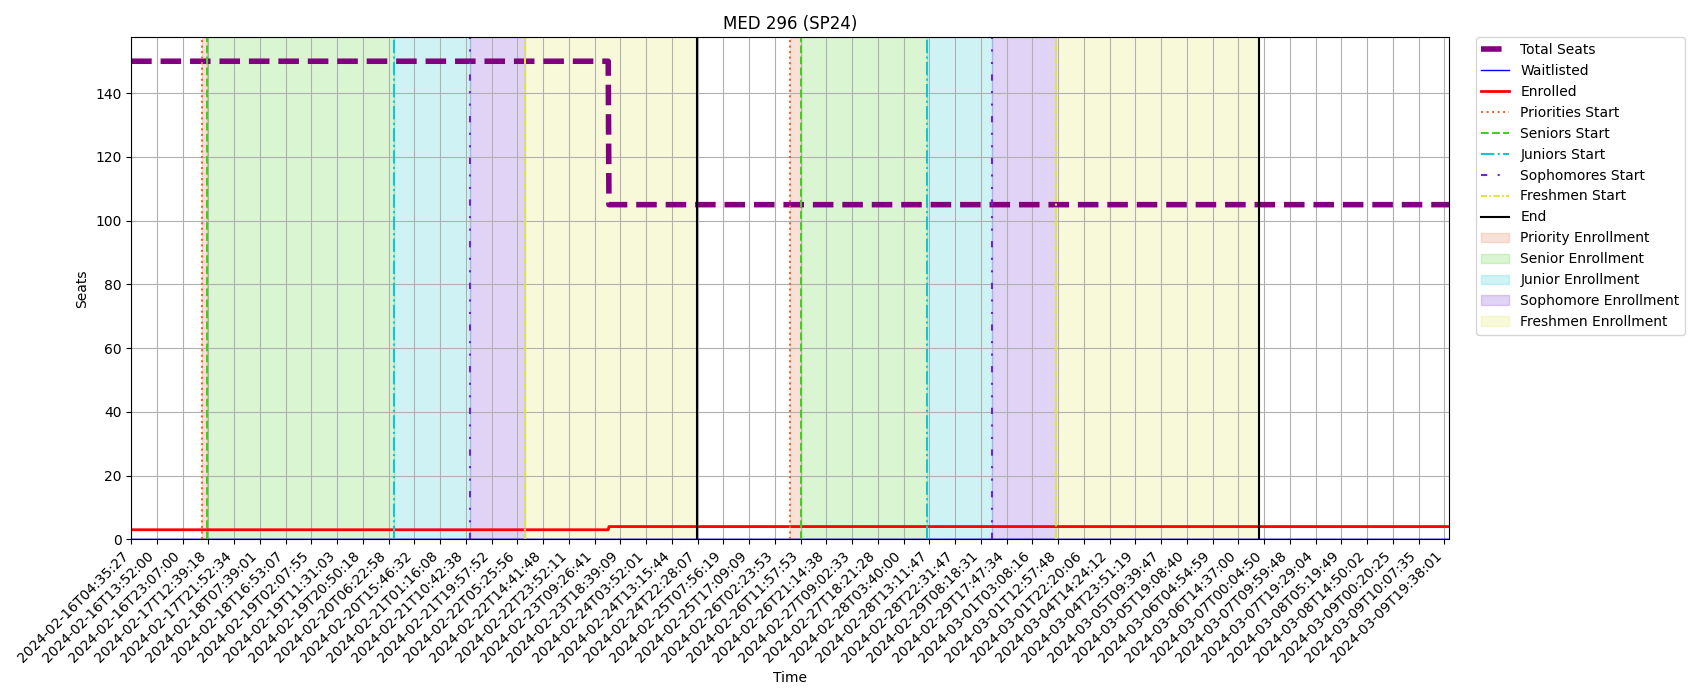 MED 296 (SP24)
Seats
140
120
100
80
60
40
20
0
2024-02-16T04:35:27
2024-02-16T13:52:00
2024-02-16T23:07:00
2024-02-17T12:39:18
2024-02-17T21:52:34
2024-02-18T07:39:01
2024-02-18T16:53:07
2024-02-19T02:07:55
2024-02-19T11:31:03
2024-02-19T20:50:18
2024-02-20T06:22:58
2024-02-20T15:46:32
2024-02-21T01:16:08
2024-02-21T10:42:38
2024-02-21T19:57:52
2024-02-22T05:25:56
2024-02-22T14:41:48
2024-02-22T23:52:11
2024-02-23T09:26:41
2024-02-23T18:39:09
2024-02-24T03:52:01
2024-02-24T13:15:44
2024-02-24T22:28:07
2024-02-25T07:56:19
2024-02-25T17:09:09
2024-02-26T02:23:53
2024-02-26T11:57:53
2024-02-26T21:14:38
2024-02-27T09:02:33
2024-02-27T18:21:28
2024-02-28T03:40:00
2024-02-28T13:11:47
2024-02-28T22:31:47
2024-02-29T08:18:31
2024-02-29T17:47:34
2024-03-01T03:08:16
2024-03-01T12:57:48
2024-03-01T22:20:06
2024-03-04T14:24:12
2024-03-04T23:51:19
2024-03-05T09:39:47
2024-03-05T19:08:40
2024-03-06T04:54:59
2024-03-06T14:37:00
2024-03-07T00:04:50
2024-03-07T09:59:48
2024-03-07T19:29:04
2024-03-08T05:19:49
2024-03-08T14:50:02
2024-03-09T00:20:25
2024-03-09T10:07:35
2024-03-09T19:38:01
Time
Total Seats
Waitlisted
Enrolled
Priorities Start
Seniors Start
Juniors Start
Sophomores Start
Freshmen Start
End
Priority Enrollment
Senior Enrollment
Junior Enrollment
Sophomore Enrollment
Freshmen Enrollment